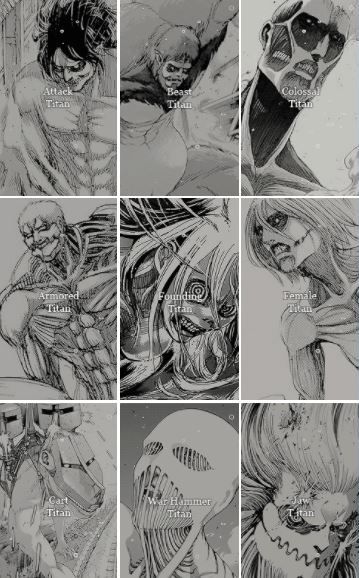 Attack
Titan
Beast
Titan
Colossal
Titan
Armored
Titan
Founding
Titan
Female
Titan
Cart
Titan
War Hammer
Titan
Jaw
Titan